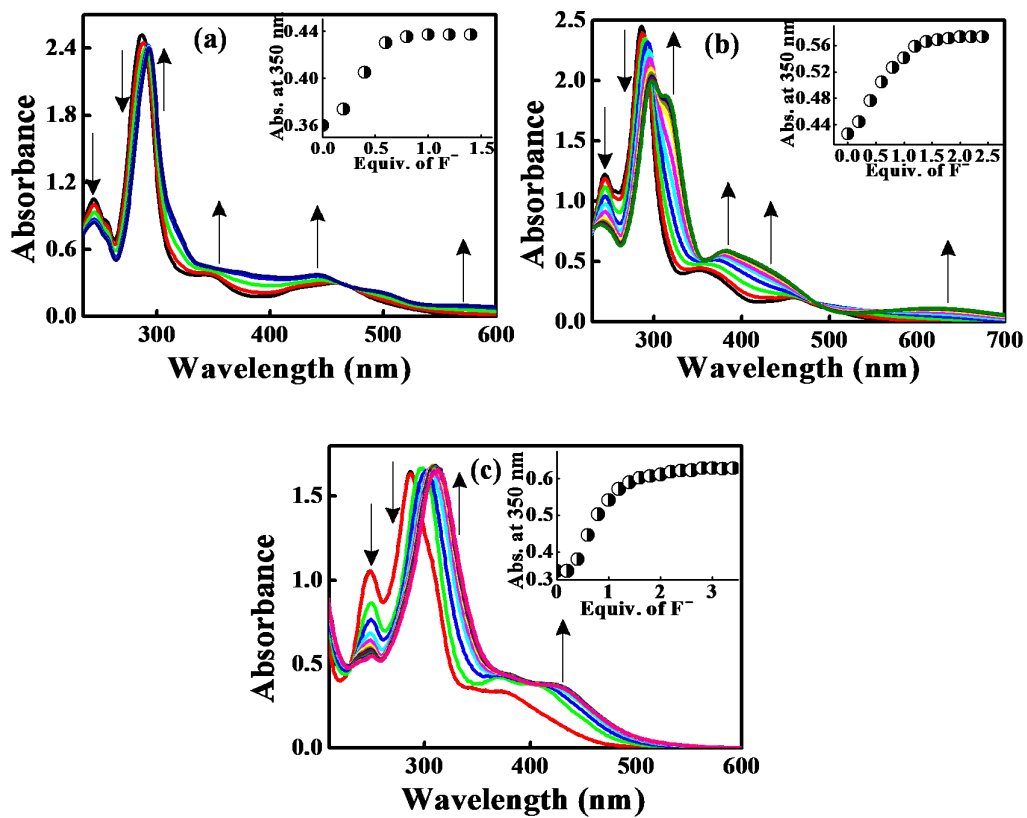 (a)
Absorbance
2.4
1.8
1.2
0.6
0.0
300
400
500
600
Wavelength (nm)
Abs. at 350 nm
0.44
0.40
0.36
0.0
0.5
1.0
1.5
Equiv. of F⁻
(b)
Absorbance
2.5
2.0
1.5
1.0
0.5
0.0
300
400
500
600
700
Wavelength (nm)
Abs. at 350 nm
0.56
0.52
0.48
0.44
0.0 0.5 1.0 1.5 2.0 2.5
Equiv. of F⁻
(c)
Absorbance
1.5
1.0
0.5
0.0
300
400
500
600
Wavelength (nm)
Abs. at 350 nm
0.6
0.5
0.4
0.3
0
1
2
3
Equiv. of F⁻